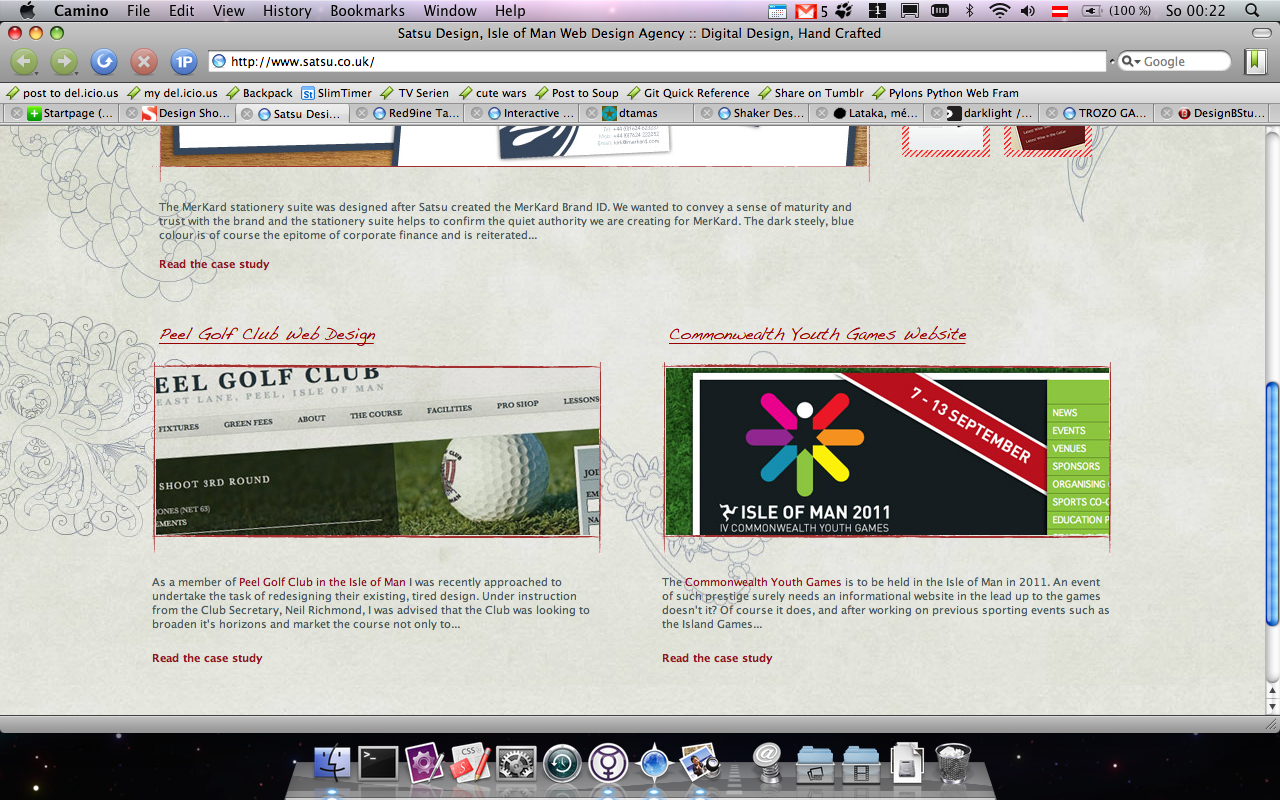 Camino File Edit View History Bookmarks Window Help 5 1 (100 %) So 00:22
Satsu Design, Isle of Man Web Design Agency :: Digital Design, Hand Crafted
1P http://www.satsu.co.uk/ Google
post to del.icio.us my del.icio.us Backpack St SlimTimer TV Serien cute wars Post to Soup Git Quick Reference Share on Tumblr Pylons Python Web Fram
Startpage (... Design Sho... Satsu Desi... Red9ine Ta... Interactive ... dtamas Shaker Des... Lataka, mé... darklight /... TROZO GA... DesignBStu...
Email: kirk@merkard.com
The MerKard stationery suite was designed after Satsu created the MerKard Brand ID. We wanted to convey a sense of maturity and
trust with the brand and the stationery suite helps to confirm the quiet authority we are creating for MerKard. The dark steely, blue
colour is of course the epitome of corporate finance and is reiterated...
Read the case study
Peel Golf Club Web Design
EEL GOLF CLUB
EAST LANE, PEEL, ISLE OF MAN
FIXTURES GREEN FEES ABOUT THE COURSE FACILITIES PRO SHOP LESSONS
SHOOT 3RD ROUND
JONES (NET 63)
EMENTS
JOI
EM
NA
As a member of Peel Golf Club in the Isle of Man I was recently approached to
undertake the task of redesigning their existing, tired design. Under instruction
from the Club Secretary, Neil Richmond, I was advised that the Club was looking to
broaden it's horizons and market the course not only to...
Read the case study
Commonwealth Youth Games Website
7 - 13 SEPTEMBER
ISLE OF MAN 2011
IV COMMONWEALTH YOUTH GAMES
NEWS
EVENTS
VENUES
SPONSORS
ORGANISING
SPORTS CO-O
EDUCATION P
The Commonwealth Youth Games is to be held in the Isle of Man in 2011. An event
of such prestige surely needs an informational website in the lead up to the games
doesn't it? Of course it does, and after working on previous sporting events such as
the Island Games...
Read the case study
CSS